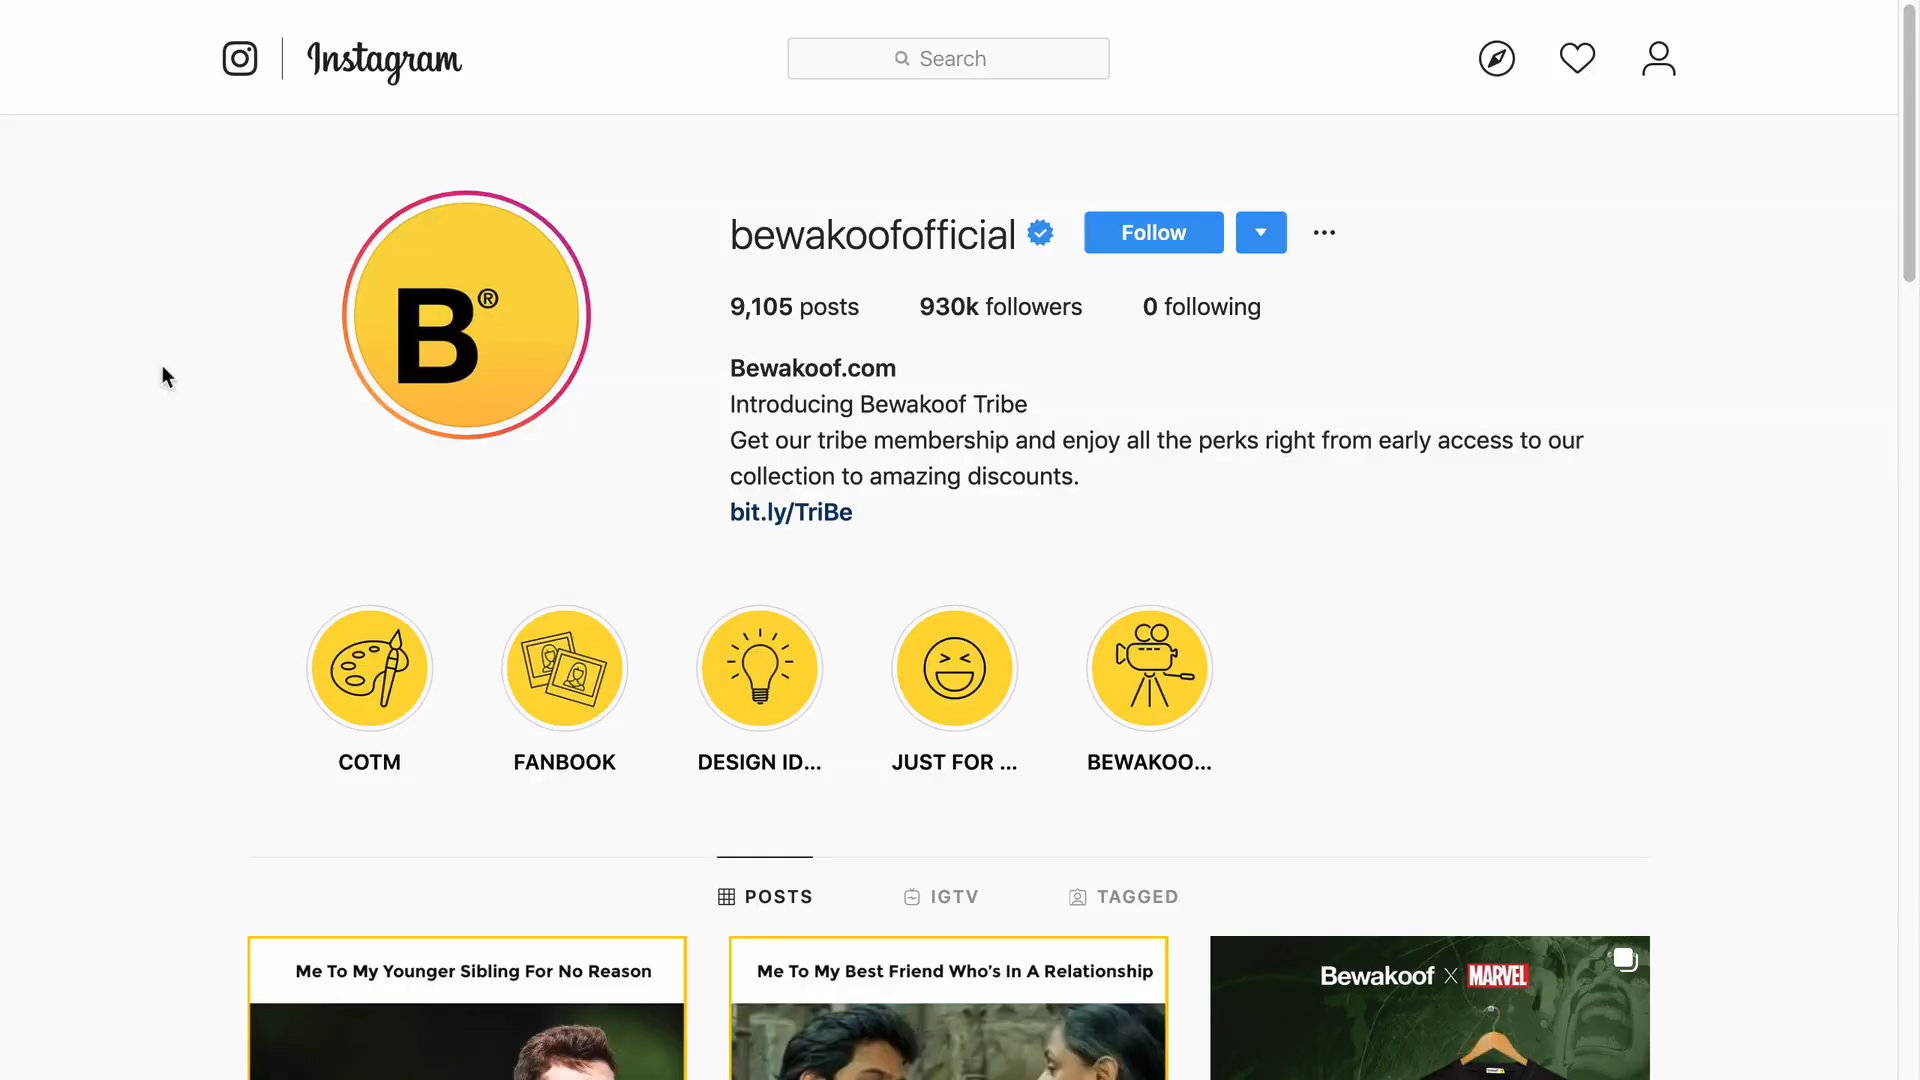 Instagram
Search
bewakoofofficial
Follow
9,105 posts
930k followers
0 following
Bewakoof.com
Introducing Bewakoof Tribe
Get our tribe membership and enjoy all the perks right from early access to our
collection to amazing discounts.
bit.ly/TriBe
B®
COTM
FANBOOK
DESIGN ID...
JUST FOR ...
BEWAKOO...
POSTS
IGTV
TAGGED
Me To My Younger Sibling For No Reason
Me To My Best Friend Who's In A Relationship
Bewakoof X MARVEL